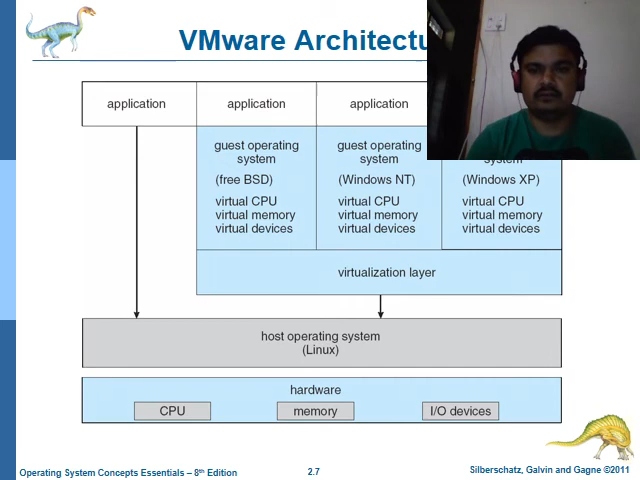 VMware Architectu
application
application
application
guest operating
system
(free BSD)
virtual CPU
virtual memory
virtual devices
guest operating
system
(Windows NT)
virtual CPU
virtual memory
virtual devices
system
(Windows XP)
virtual CPU
virtual memory
virtual devices
virtualization layer
host operating system
(Linux)
hardware
CPU
memory
I/O devices
Operating System Concepts Essentials – 8th Edition
2.7
Silberschatz, Galvin and Gagne ©2011